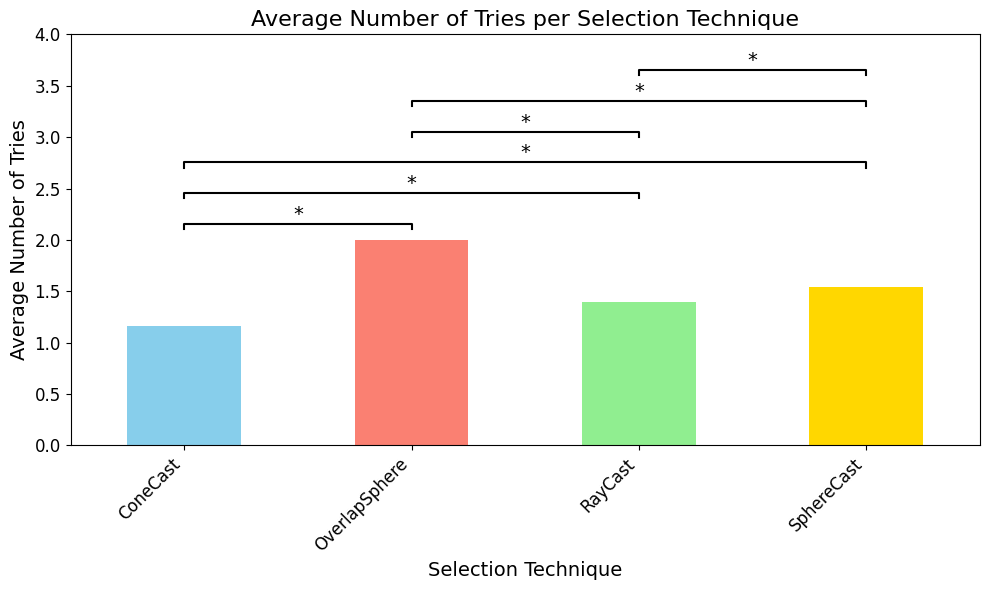 Average Number of Tries per Selection Technique
Average Number of Tries
4.0
3.5
3.0
2.5
2.0
1.5
1.0
0.5
0.0
*
*
*
*
*
*
ConeCast
OverlapSphere
RayCast
SphereCast
Selection Technique